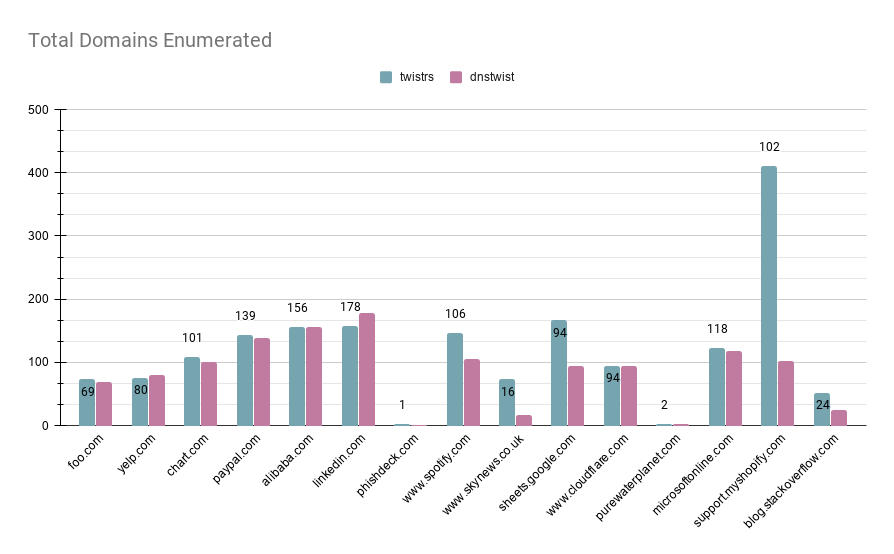 Total Domains Enumerated
twistrs dnstwist
500
400
300
200
100
0
69
80
101
139
156
178
1
106
16
94
94
2
118
102
24
foo.com
yelp.com
chart.com
paypal.com
alibaba.com
linkedin.com
phishdeck.com
www.spotify.com
www.skynews.co.uk
sheets.google.com
www.cloudflare.com
purewaterplanet.com
microsoftonline.com
support.myshopify.com
blog.stackoverflow.com